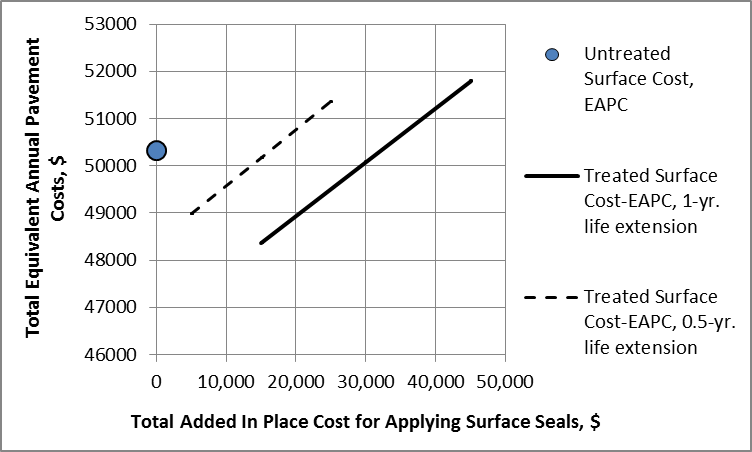 53000
52000
51000
50000
49000
48000
47000
46000
Total Equivalent Annual Pavement
Costs, $
0
10,000
20,000
30,000
40,000
50,000
Total Added In Place Cost for Applying Surface Seals, $
Untreated
Surface Cost,
EAPC
Treated Surface
Cost-EAPC, 1-yr.
life extension
Treated Surface
Cost-EAPC, 0.5-yr.
life extension